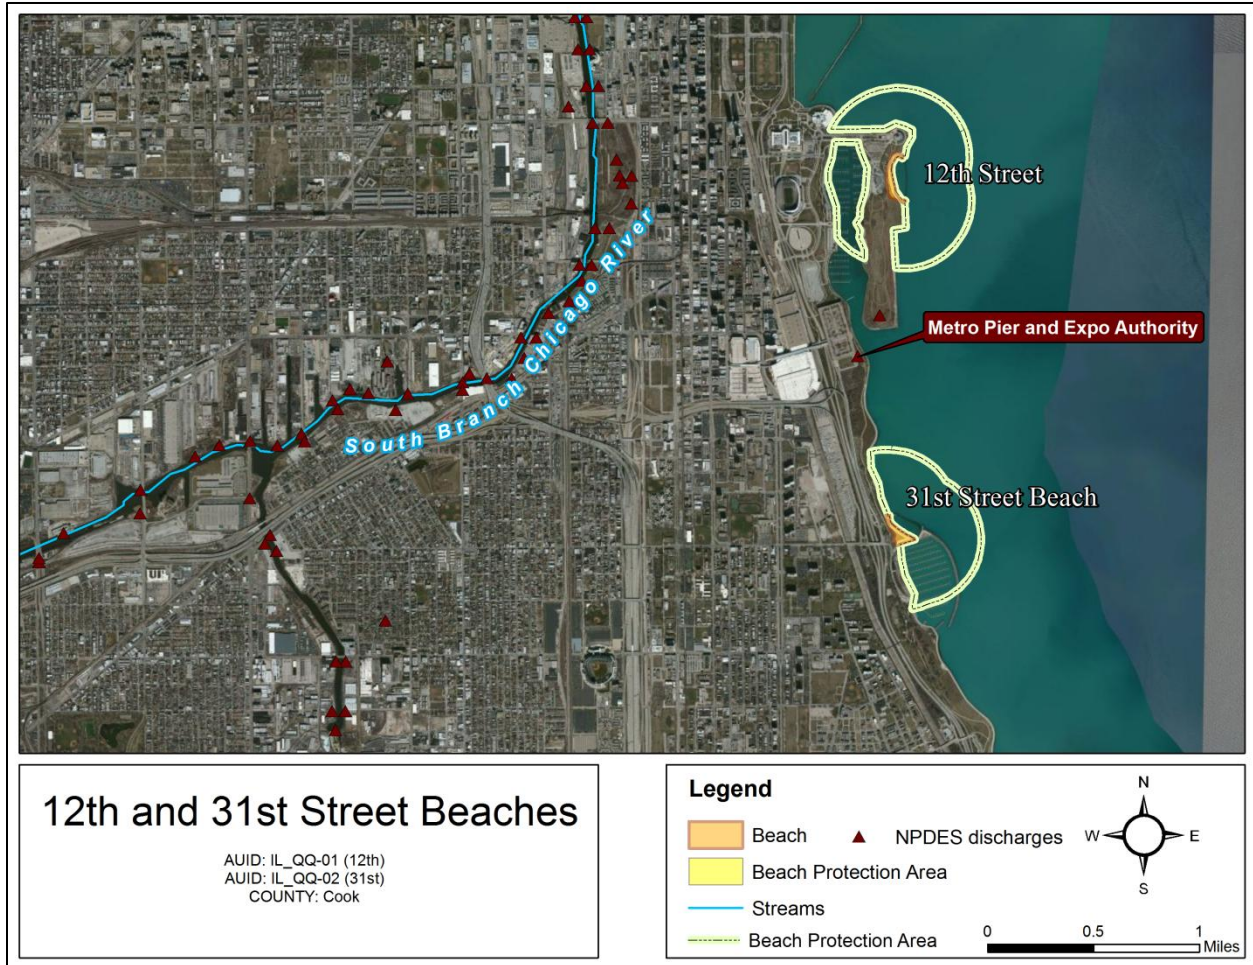 12th Street
Metro Pier and Expo Authority
South Branch Chicago River
31st Street Beach
12th and 31st Street Beaches
AUID: IL_QQ-01 (12th)
AUID: IL_QQ-02 (31st)
COUNTY: Cook
Legend
Beach
NPDES discharges
Beach Protection Area
Streams
Beach Protection Area
N
W
E
S
0
0.5
1
Miles